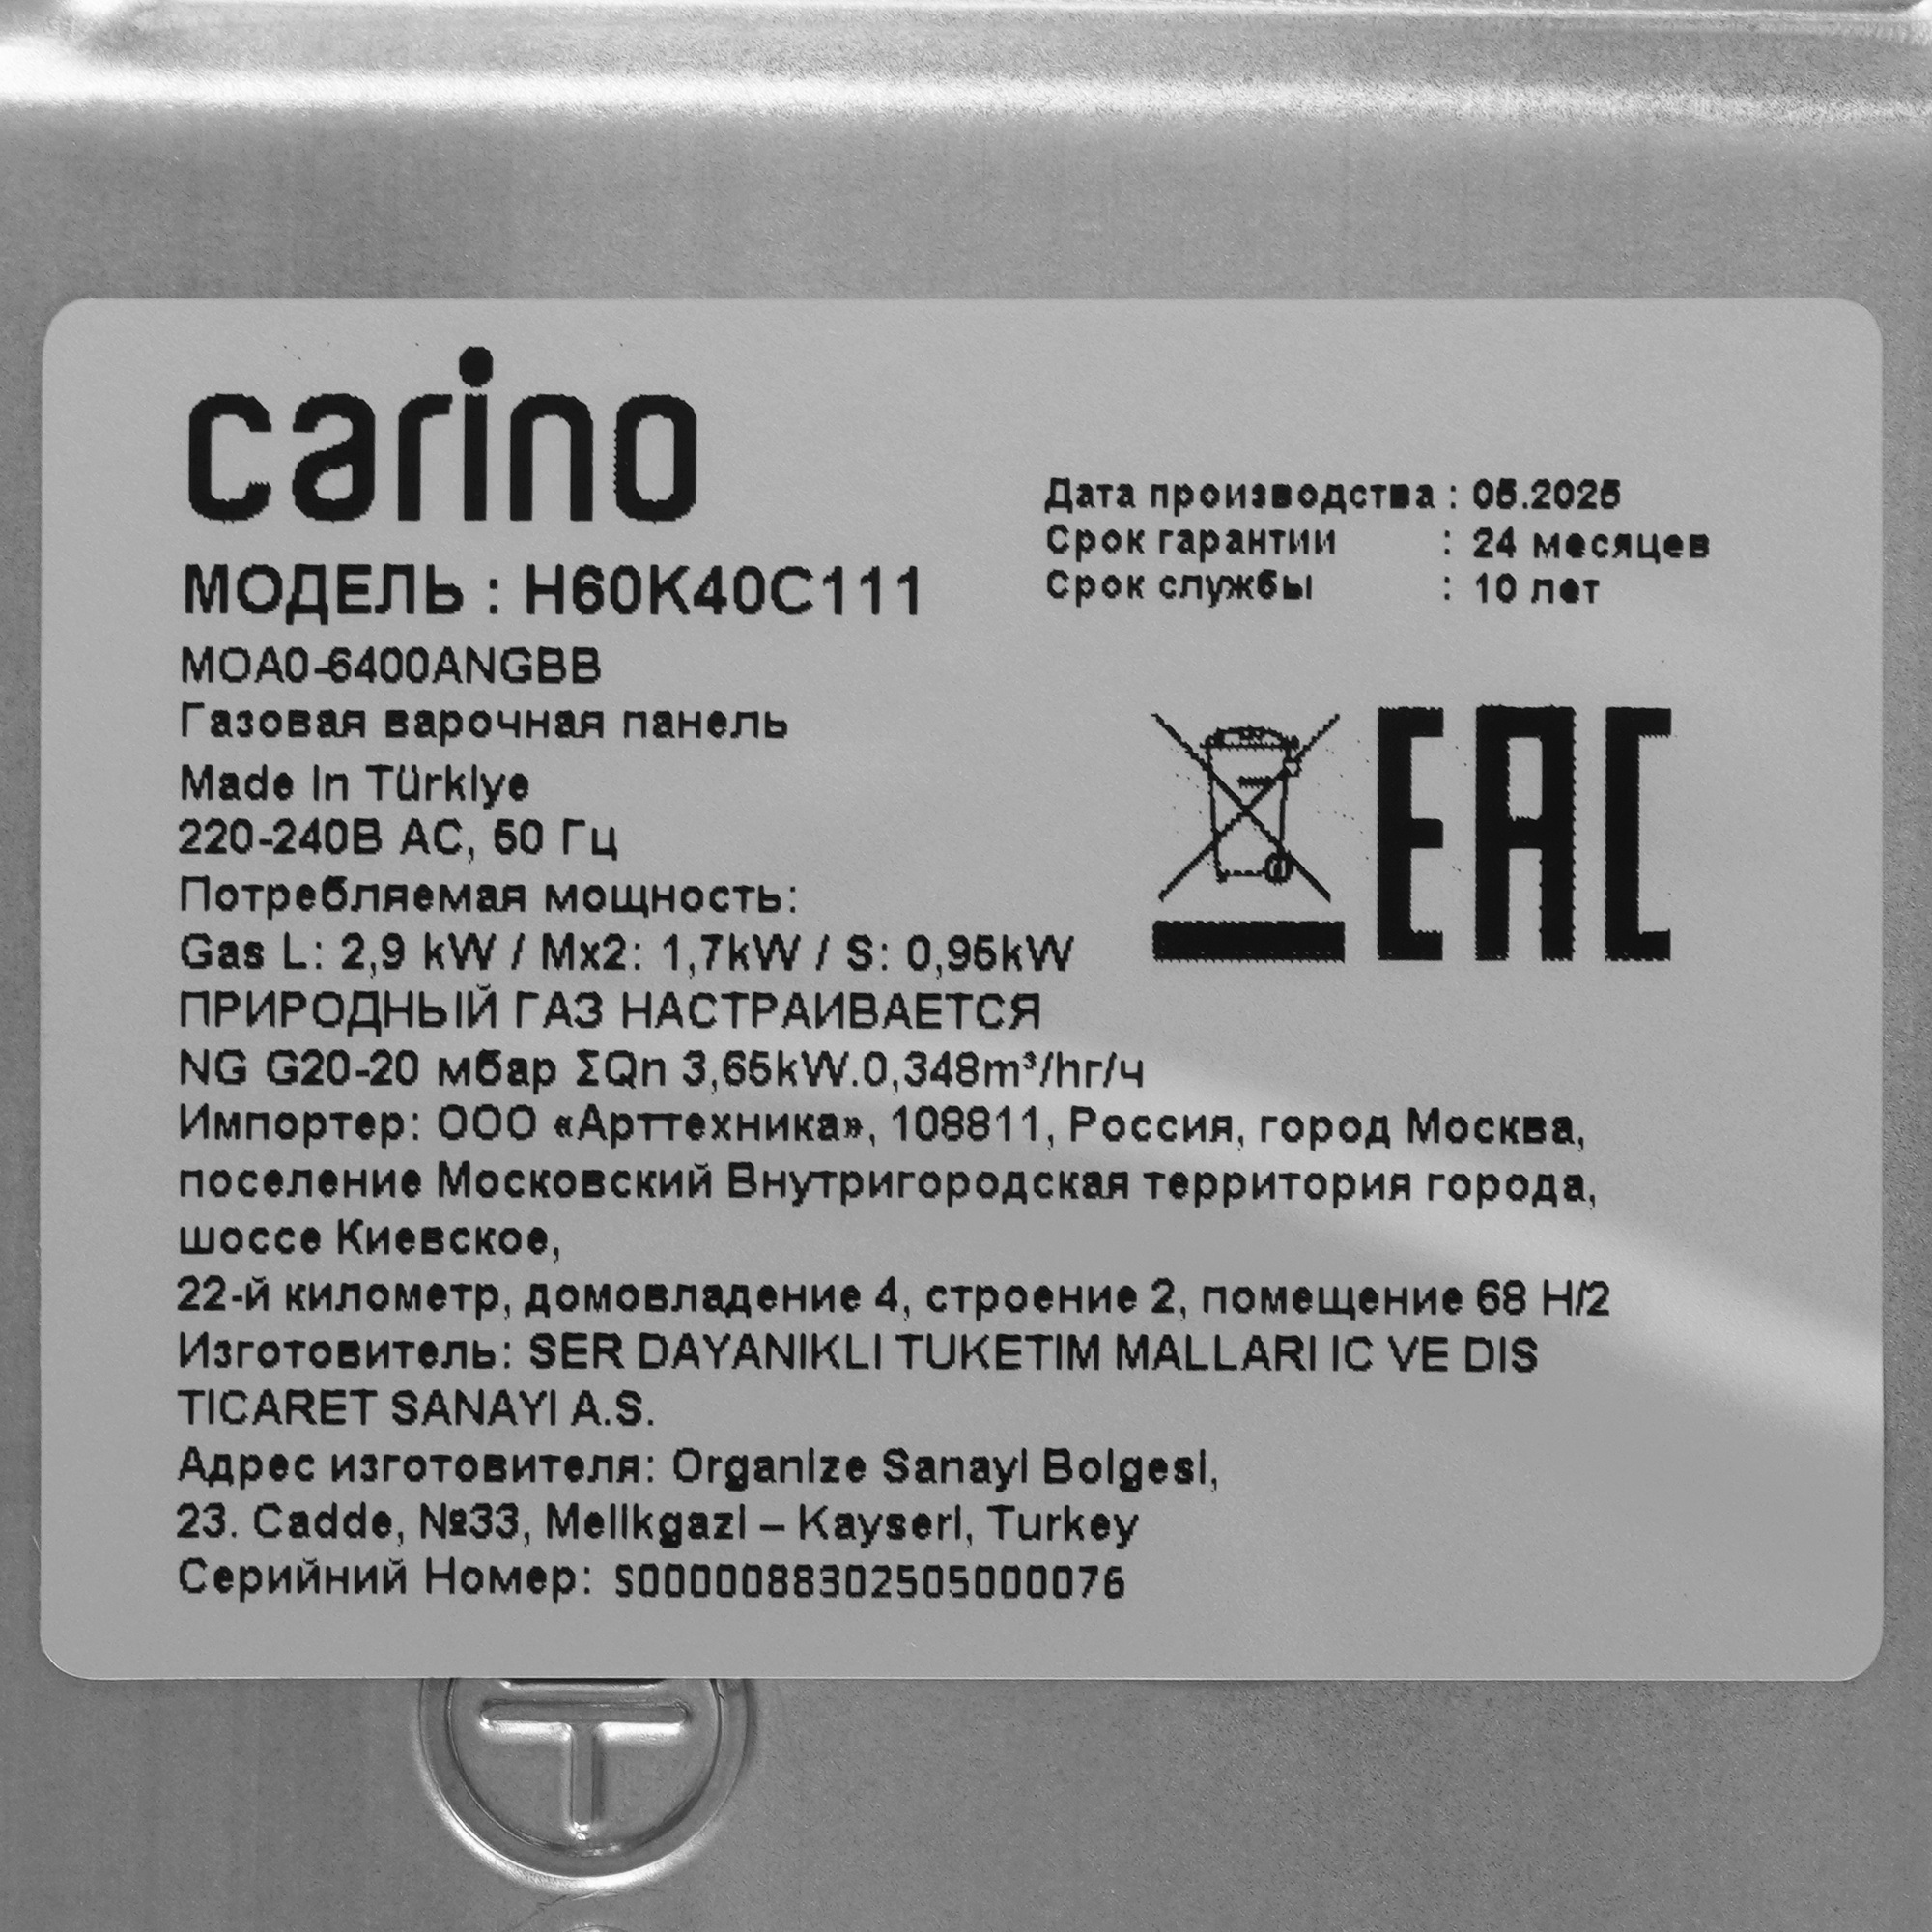 carino
Дата производства : 05.2025
Срок гарантии : 24 месяцев
Срок службы : 10 лет
МОДЕЛЬ : H60K40C111
MOA0-6400ANGBB
Газовая варочная панель
Made in Türkiye
220-240В АС, 50 Гц
Потребляемая мощность:
Gas L: 2,9 kW / Mx2: 1,7kW / S: 0,95kW
ПРИРОДНЫЙ ГАЗ НАСТРАИВАЕТСЯ
NG G20-20 мбар ΣQn 3,65kW.0,348m³/hr/ч
Импортер: ООО «Арттехника», 108811, Россия, город Москва,
поселение Московский Внутригородская территория города,
шоссе Киевское,
22-й километр, домовладение 4, строение 2, помещение 68 Н/2
Изготовитель: SER DAYANIKLI TUKETIM MALLARI IC VE DIS
TICARET SANAYI A.S.
Адрес изготовителя: Organize Sanayi Bolgesi,
23. Cadde, №33, Melikgazi – Kayseri, Turkey
Серийний Номер: S0000088302505000076
EAC